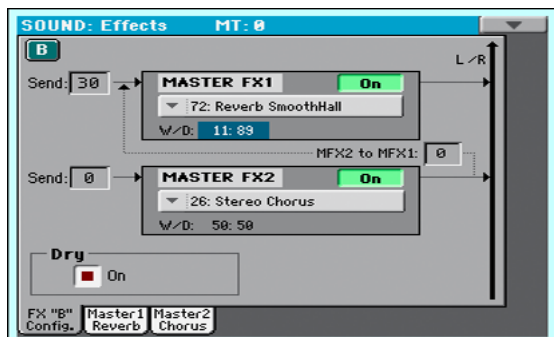 SOUND: Effects MT: 0
B
L/R
Send: 30 MASTER FX1 On
72: Reverb SmoothHall
W/D: 11:89
MFX2 to MFX1: 0
Send: 0 MASTER FX2 On
26: Stereo Chorus
W/D: 50:50
Dry
On
FX "B" Config. Master1 Reverb Master2 Chorus